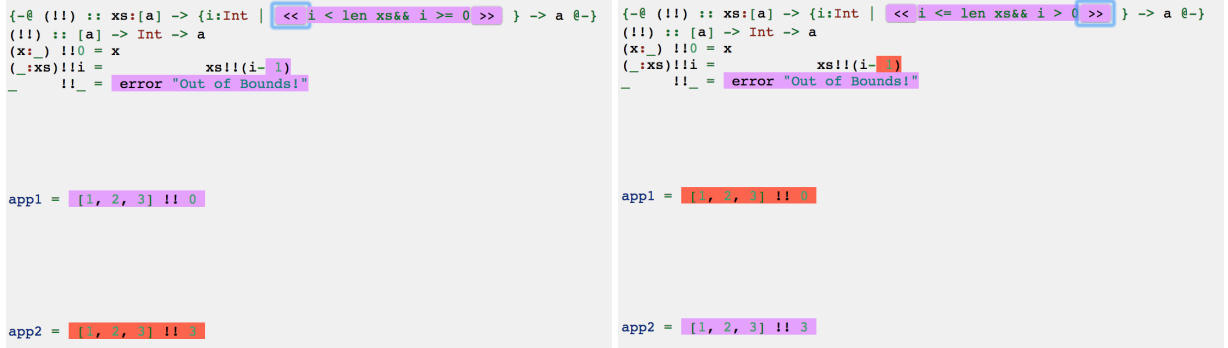 {-@ (!!) :: xs:[a] -> {i:Int | << i < len xs&& i >= 0 >> } -> a @-}
(!!) :: [a] -> Int -> a
(x:_) !!0 = x
(_:xs)!!i = xs!!(i- 1)
_ !!_ = error "Out of Bounds!"
app1 = [1, 2, 3] !! 0
app2 = [1, 2, 3] !! 3
{-@ (!!) :: xs:[a] -> {i:Int | << i <= len xs&& i > 0 >> } -> a @-}
(!!) :: [a] -> Int -> a
(x:_) !!0 = x
(_:xs)!!i = xs!!(i- 1)
_ !!_ = error "Out of Bounds!"
app1 = [1, 2, 3] !! 0
app2 = [1, 2, 3] !! 3